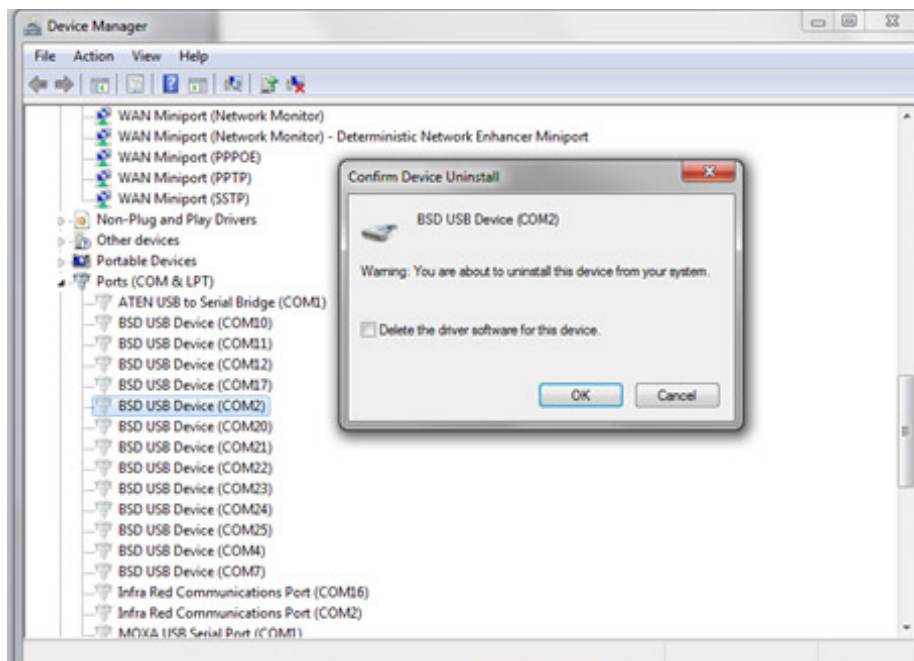 Device Manager
File Action View Help
WAN Miniport (Network Monitor)
WAN Miniport (Network Monitor) - Deterministic Network Enhancer Miniport
WAN Miniport (PPPOE)
WAN Miniport (PPTP)
WAN Miniport (SSTP)
Non-Plug and Play Drivers
Other devices
Portable Devices
Ports (COM & LPT)
ATEN USB to Serial Bridge (COM1)
BSD USB Device (COM10)
BSD USB Device (COM11)
BSD USB Device (COM12)
BSD USB Device (COM17)
BSD USB Device (COM2)
BSD USB Device (COM20)
BSD USB Device (COM21)
BSD USB Device (COM22)
BSD USB Device (COM23)
BSD USB Device (COM24)
BSD USB Device (COM25)
BSD USB Device (COM4)
BSD USB Device (COM7)
Infra Red Communications Port (COM16)
Infra Red Communications Port (COM2)
MOXA USB Serial Port (COM1)
Confirm Device Uninstall
BSD USB Device (COM2)
Warning: You are about to uninstall this device from your system.
Delete the driver software for this device.
OK Cancel